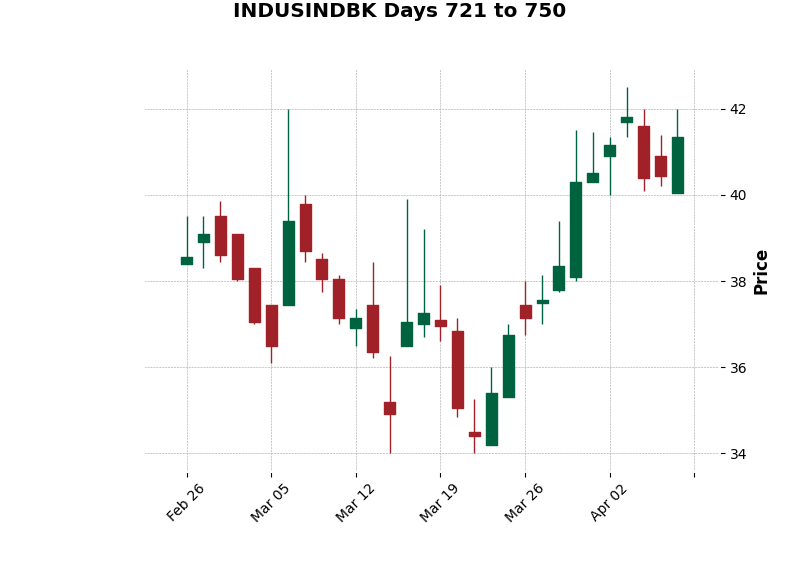 INDUSINDBK Days 721 to 750
42
40
38
36
34
Price
Feb 26
Mar 05
Mar 12
Mar 19
Mar 26
Apr 02